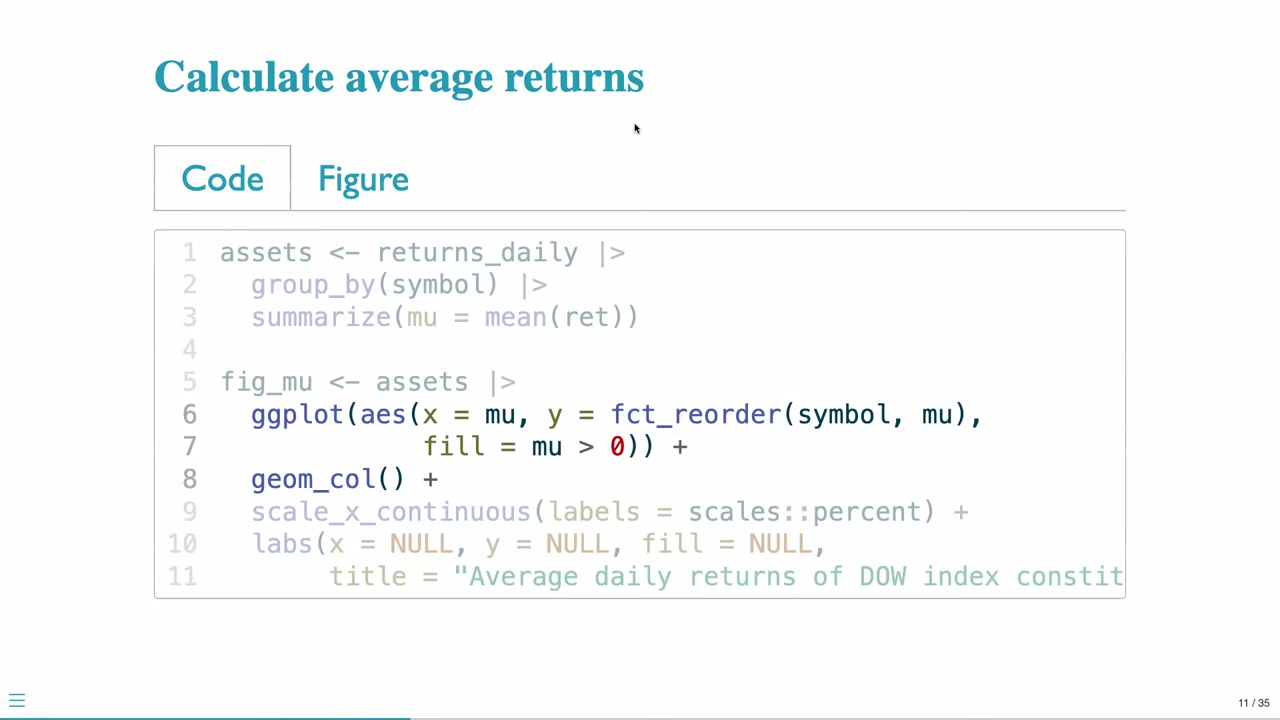 Calculate average returns
Code
Figure
1 assets <- returns_daily |>
2   group_by(symbol) |>
3   summarize(mu = mean(ret))
4
5 fig_mu <- assets |>
6   ggplot(aes(x = mu, y = fct_reorder(symbol, mu),
7              fill = mu > 0)) +
8   geom_col() +
9   scale_x_continuous(labels = scales::percent) +
10   labs(x = NULL, y = NULL, fill = NULL,
11        title = "Average daily returns of DOW index constit
11 / 35